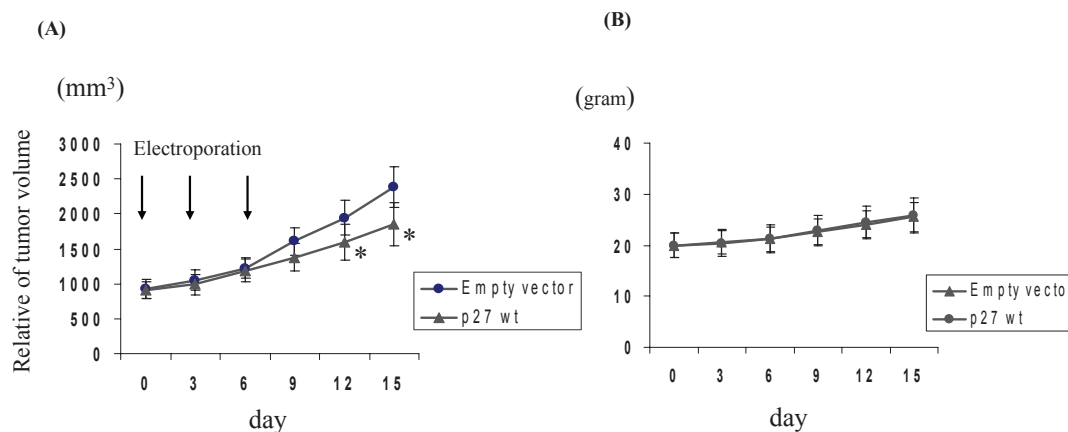 (A)
(mm³)
Relative of tumor volume
3000
2500
2000
1500
1000
500
0
Electroporation
*
*
Empty vector
p27 wt
0 3 6 9 12 15
day
(B)
(gram)
40
30
20
10
0
Empty vecto
p27 wt
0 3 6 9 12 15
day